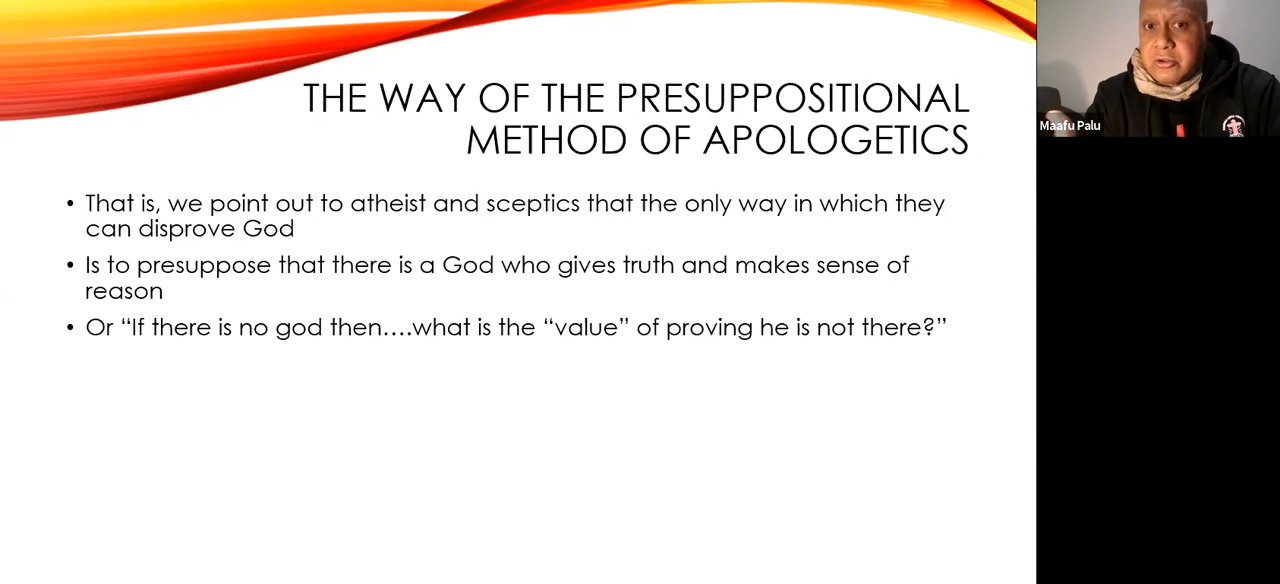 THE WAY OF THE PRESUPPOSITIONAL
METHOD OF APOLOGETICS
• That is, we point out to atheist and sceptics that the only way in which they
can disprove God
• Is to presuppose that there is a God who gives truth and makes sense of
reason
• Or “If there is no god then....what is the “value” of proving he is not there?”
Maafu Palu